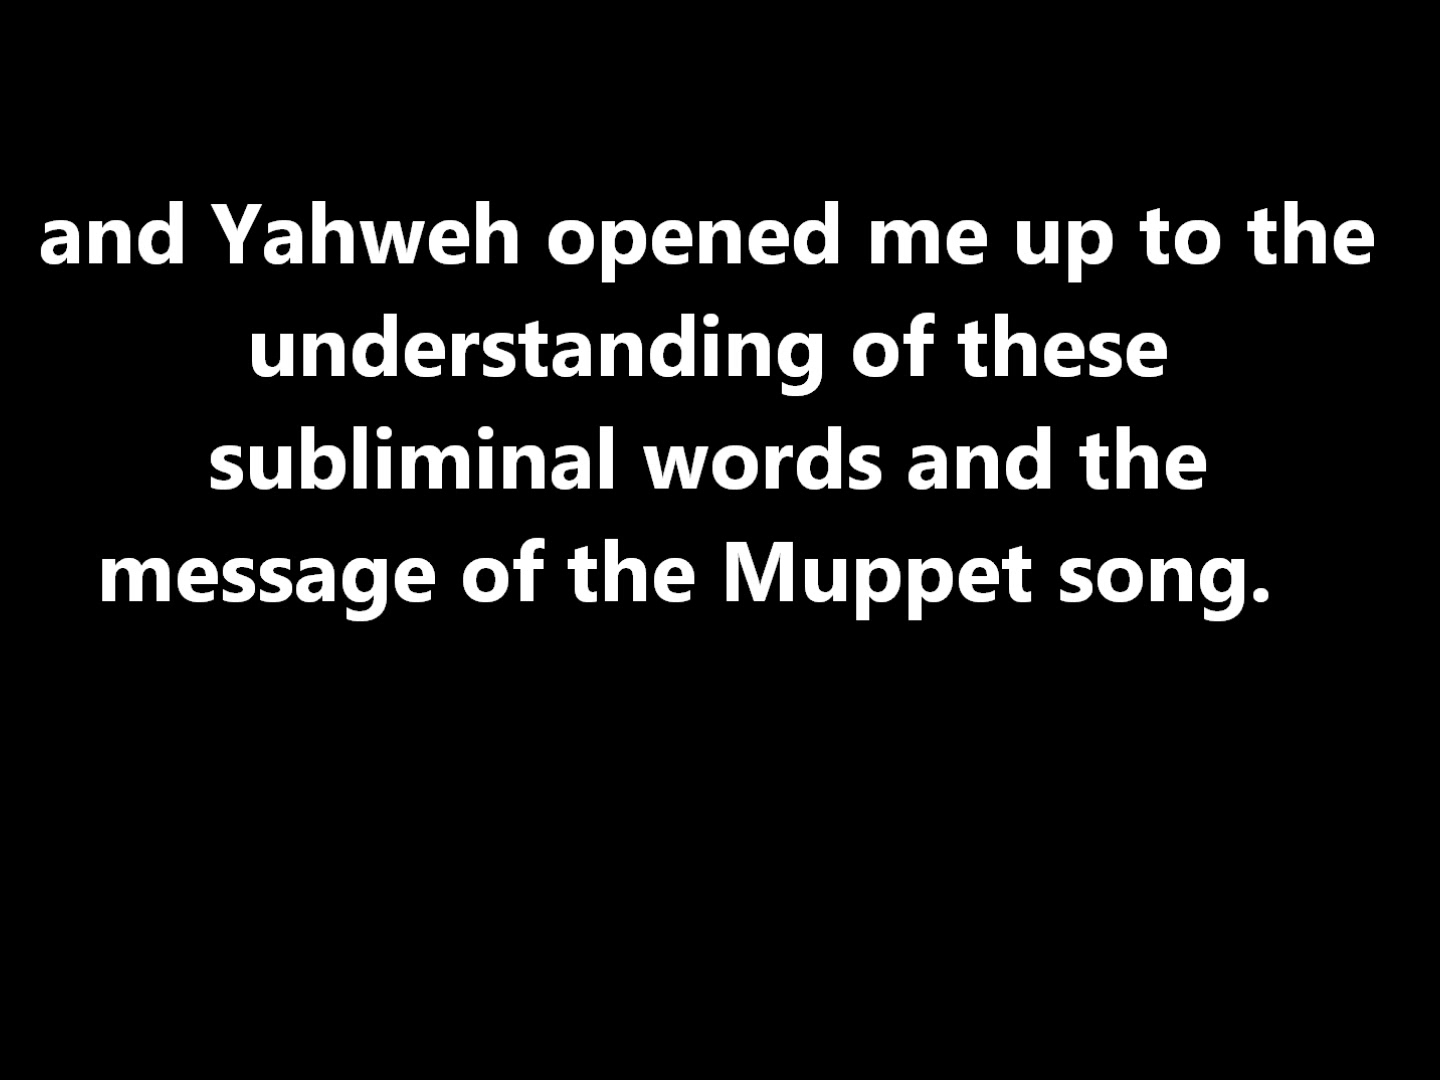 and Yahweh opened me up to the
understanding of these
subliminal words and the
message of the Muppet song.